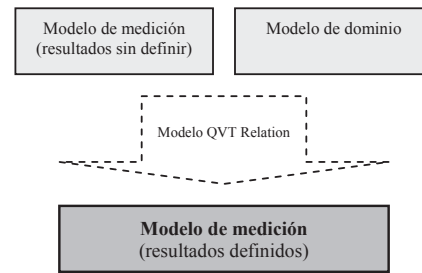 Modelo de medición
(resultados sin definir)
Modelo de dominio
Modelo QVT Relation
Modelo de medición
(resultados definidos)